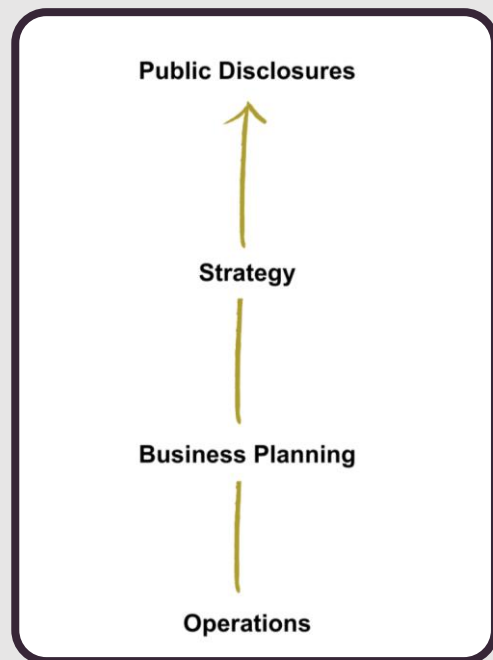 Public Disclosures
Strategy
Business Planning
Operations